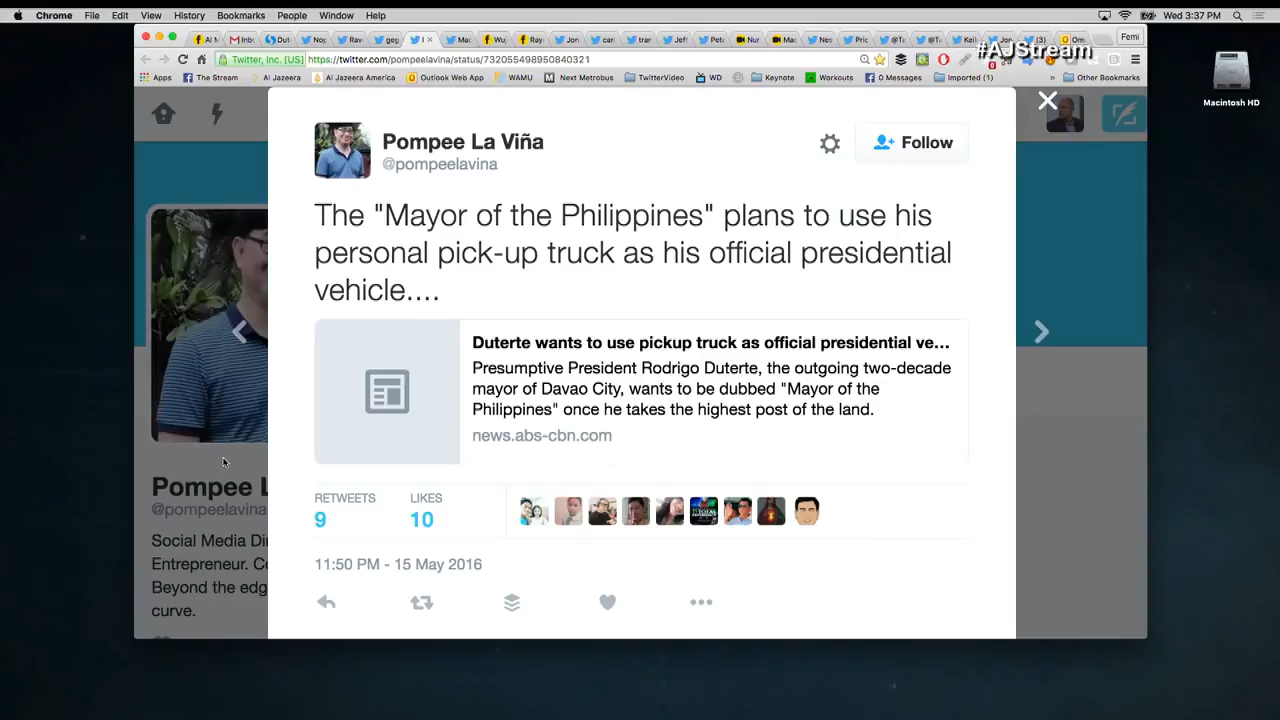 Chrome File Edit View History Bookmarks People Window Help
Wed 3:37 PM
Femi
#AJStream
Twitter, Inc. [US] https://twitter.com/pompeelavina/status/732055498950840321
Apps The Stream Al Jazeera Al Jazeera America Outlook Web App WAMU Next Metrobus TwitterVideo WD Keynote Workouts 0 Messages Imported (1) Other Bookmarks
Macintosh HD
Pompee La Viña
@pompeelavina
Follow
The "Mayor of the Philippines" plans to use his
personal pick-up truck as his official presidential
vehicle....
Duterte wants to use pickup truck as official presidential ve...
Presumptive President Rodrigo Duterte, the outgoing two-decade
mayor of Davao City, wants to be dubbed "Mayor of the
Philippines" once he takes the highest post of the land.
news.abs-cbn.com
RETWEETS LIKES
9 10
11:50 PM - 15 May 2016
Pompee L
@pompeelavina
Social Media Di
Entrepreneur. C
Beyond the edg
curve.